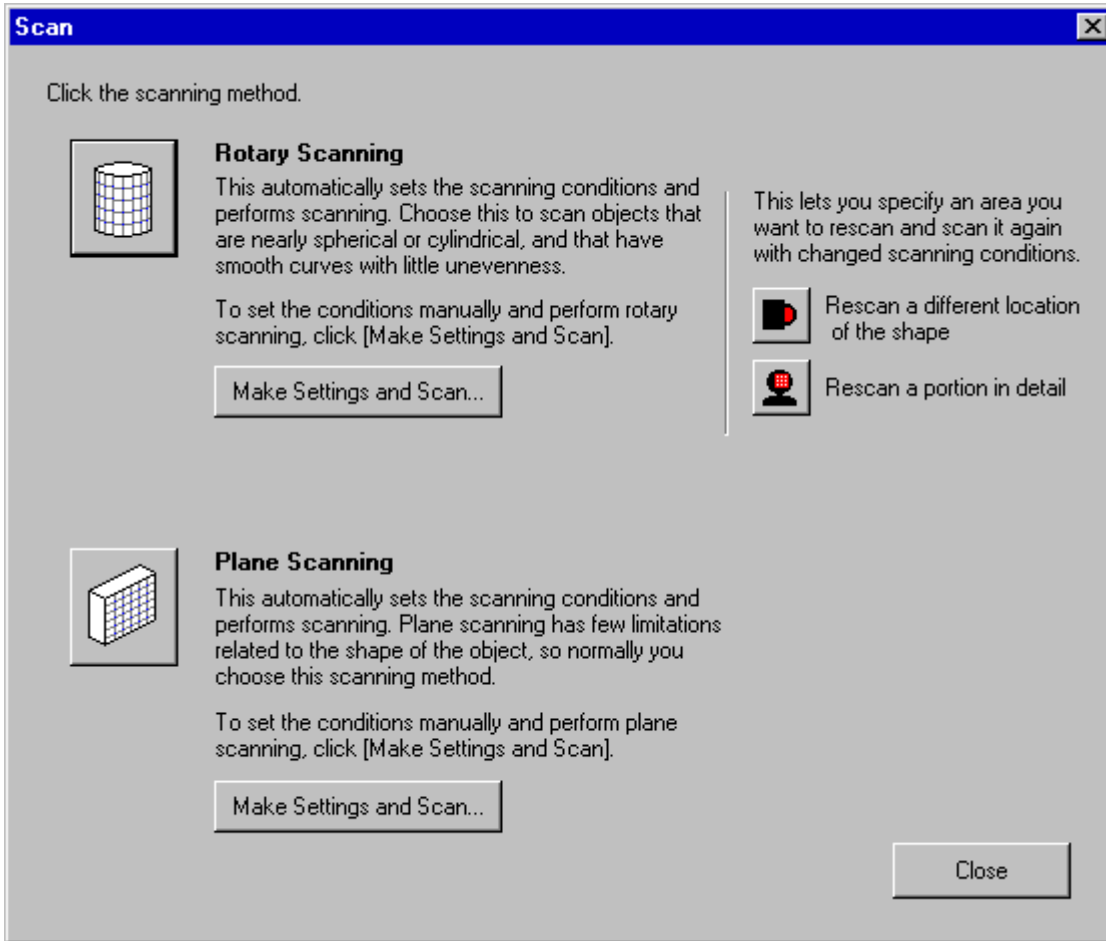 Scan
Click the scanning method.
Rotary Scanning
This automatically sets the scanning conditions and
performs scanning. Choose this to scan objects that
are nearly spherical or cylindrical, and that have
smooth curves with little unevenness.
To set the conditions manually and perform rotary
scanning, click [Make Settings and Scan].
Make Settings and Scan...
This lets you specify an area you
want to rescan and scan it again
with changed scanning conditions.
Rescan a different location
of the shape
Rescan a portion in detail
Plane Scanning
This automatically sets the scanning conditions and
performs scanning. Plane scanning has few limitations
related to the shape of the object, so normally you
choose this scanning method.
To set the conditions manually and perform plane
scanning, click [Make Settings and Scan].
Make Settings and Scan...
Close